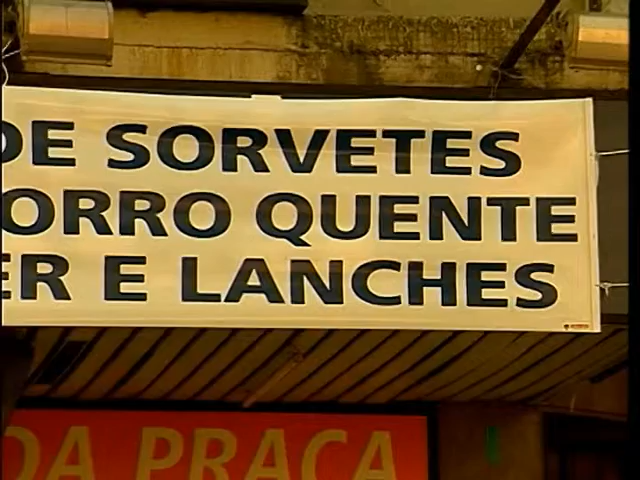 DE SORVETES
ORRO QUENTE
ER E LANCHES
DA PRAÇA